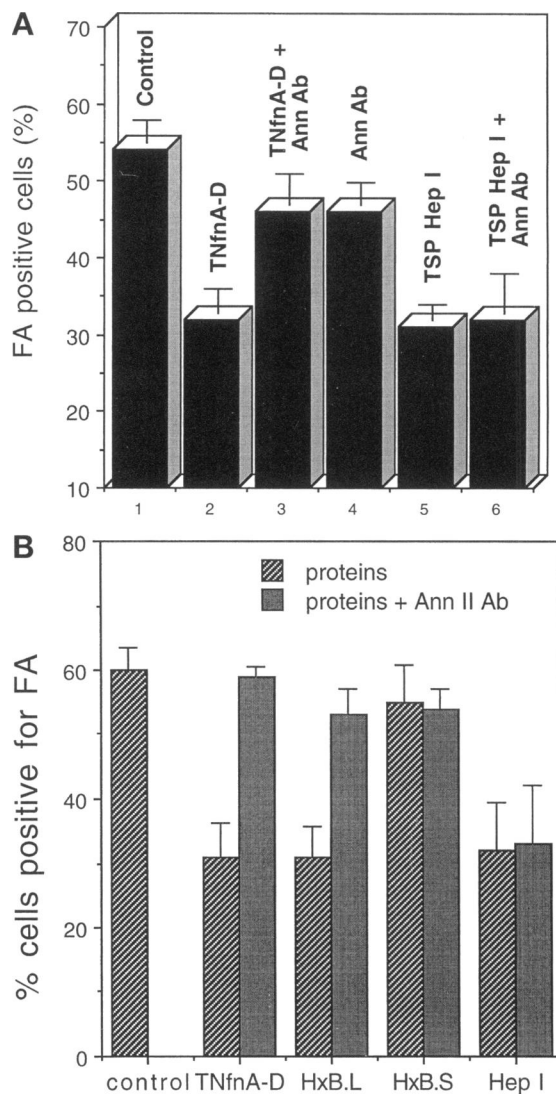 A
FA positive cells (%)
70
60
50
40
30
20
10
Control
TNfnA-D
TNfnA-D +
Ann Ab
Ann Ab
TSP Hep I
TSP Hep I +
Ann Ab
1 2 3 4 5 6
B
% cells positive for FA
80
60
40
20
0
proteins
proteins + Ann II Ab
control TNfnA-D HxB.L HxB.S Hep I